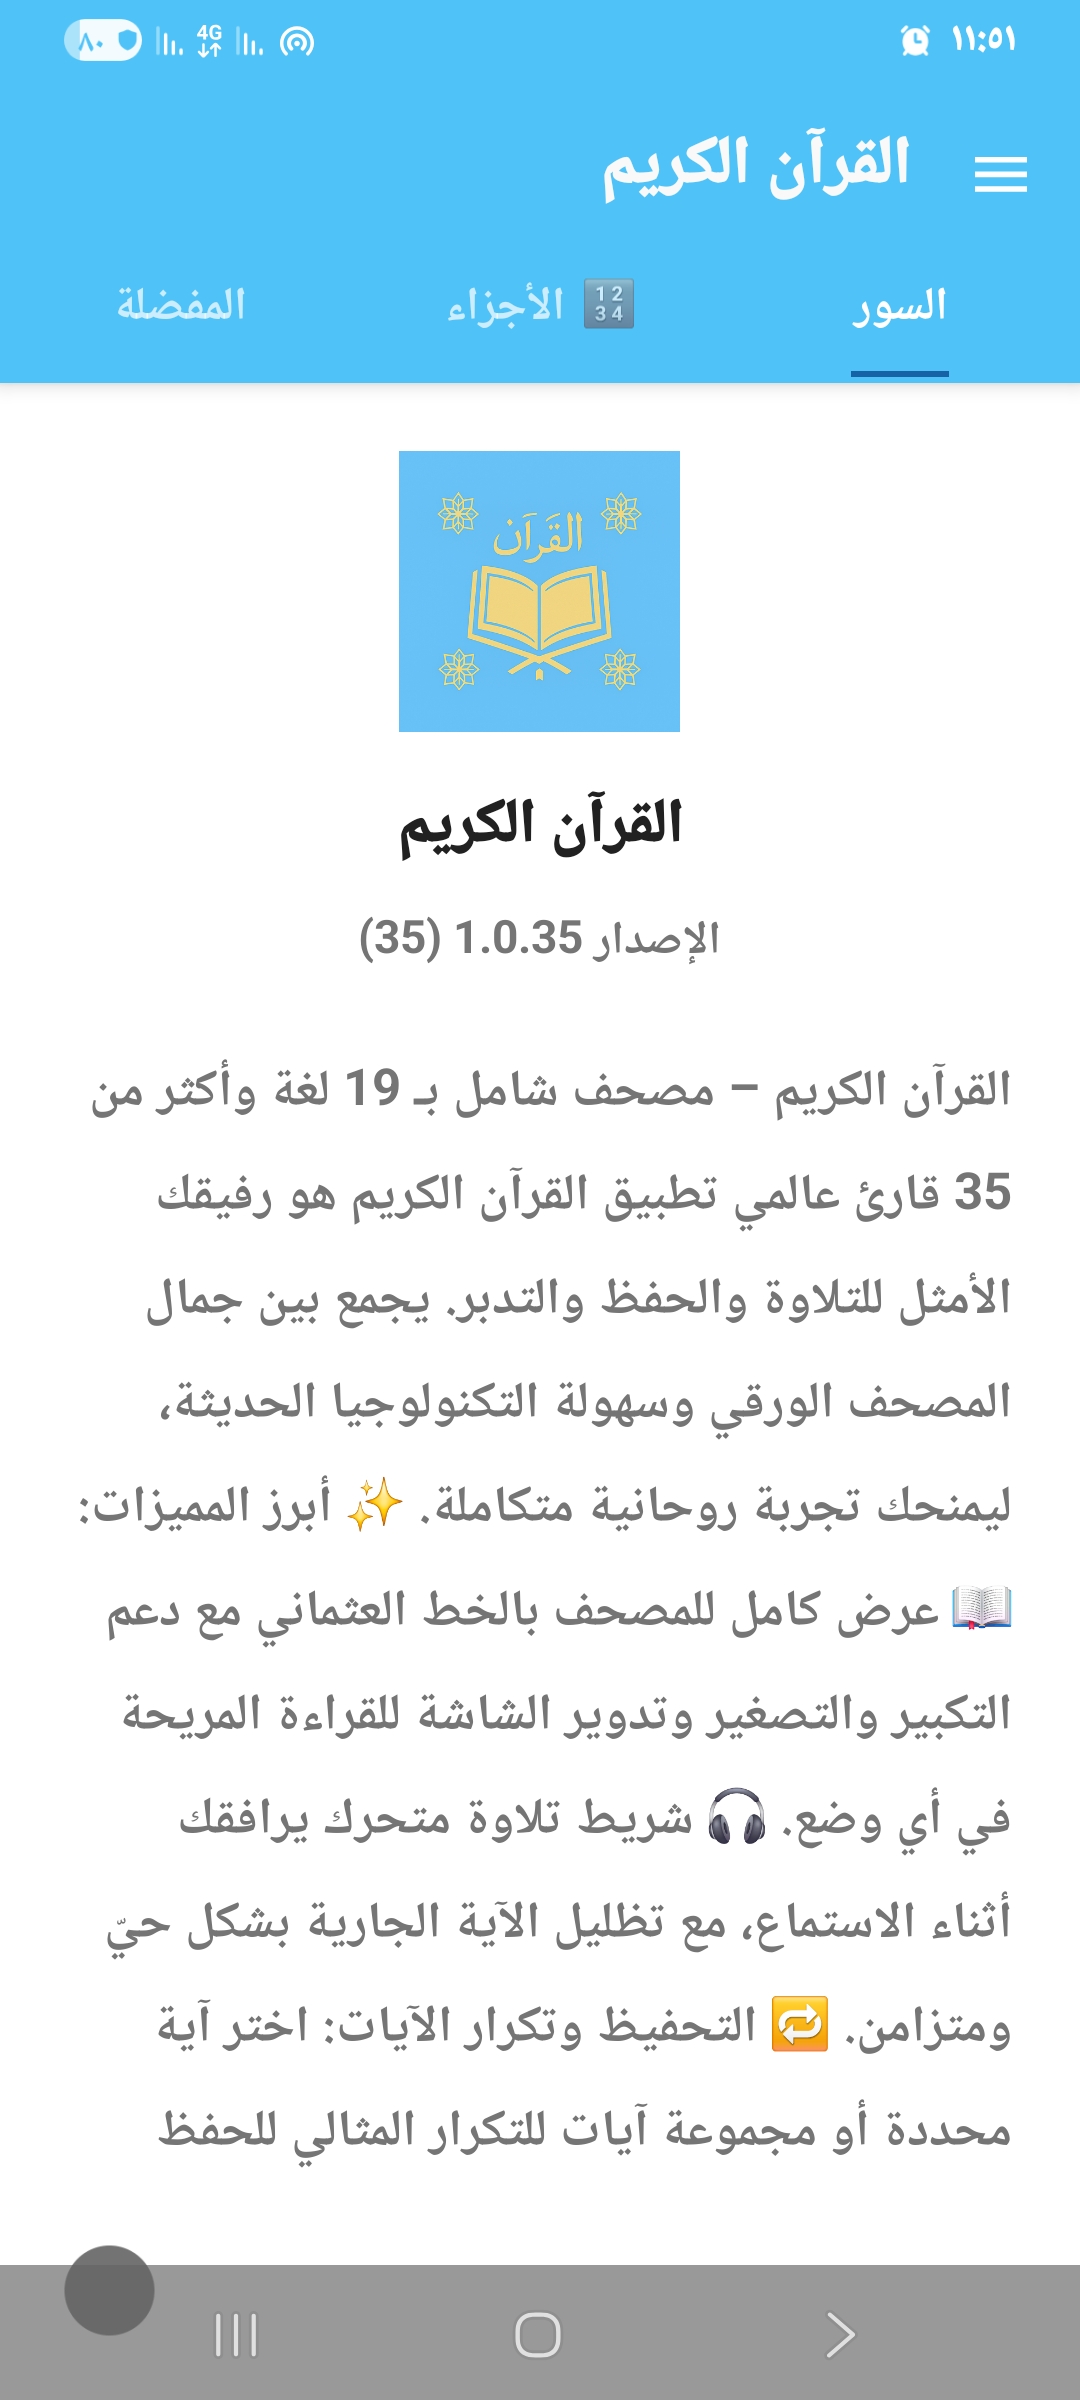 ١١:٥١
4G
٨٠
القرآن الكريم
السور
🔢 الأجزاء
المفضلة
القرآن
القرآن الكريم
الإصدار 1.0.35 (35)
القرآن الكريم – مصحف شامل بـ 19 لغة وأكثر من
35 قارئ عالمي تطبيق القرآن الكريم هو رفيقك
الأمثل للتلاوة والحفظ والتدبر. يجمع بين جمال
المصحف الورقي وسهولة التكنولوجيا الحديثة،
ليمنحك تجربة روحانية متكاملة. ✨ أبرز المميزات:
📖 عرض كامل للمصحف بالخط العثماني مع دعم
التكبير والتصغير وتدوير الشاشة للقراءة المريحة
في أي وضع. 🎧 شريط تلاوة متحرك يرافقك
أثناء الاستماع، مع تظليل الآية الجارية بشكل حيّ
ومتزامن. 🔁 التحفيظ وتكرار الآيات: اختر آية
محددة أو مجموعة آيات للتكرار المثالي للحفظ